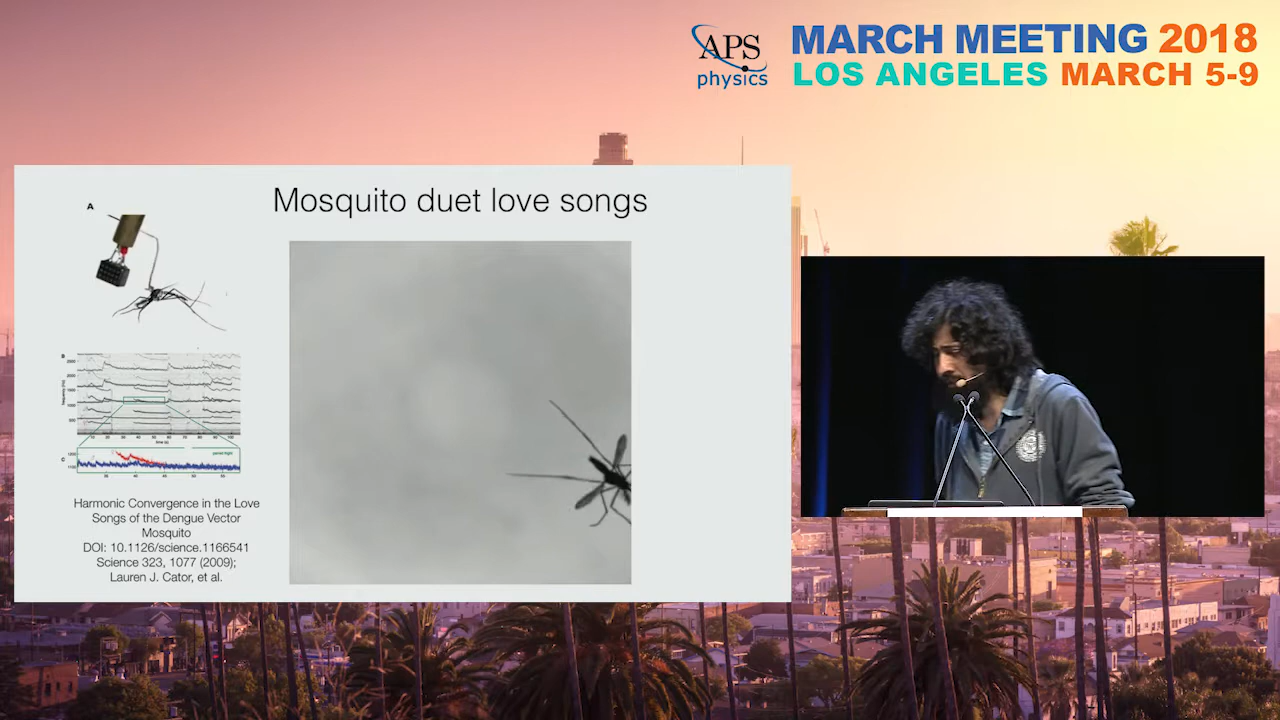 APS
physics
MARCH MEETING 2018
LOS ANGELES MARCH 5-9
Mosquito duet love songs
A
B
C
Harmonic Convergence in the Love
Songs of the Dengue Vector
Mosquito
DOI: 10.1126/science.1166541
Science 323, 1077 (2009);
Lauren J. Cator, et al.